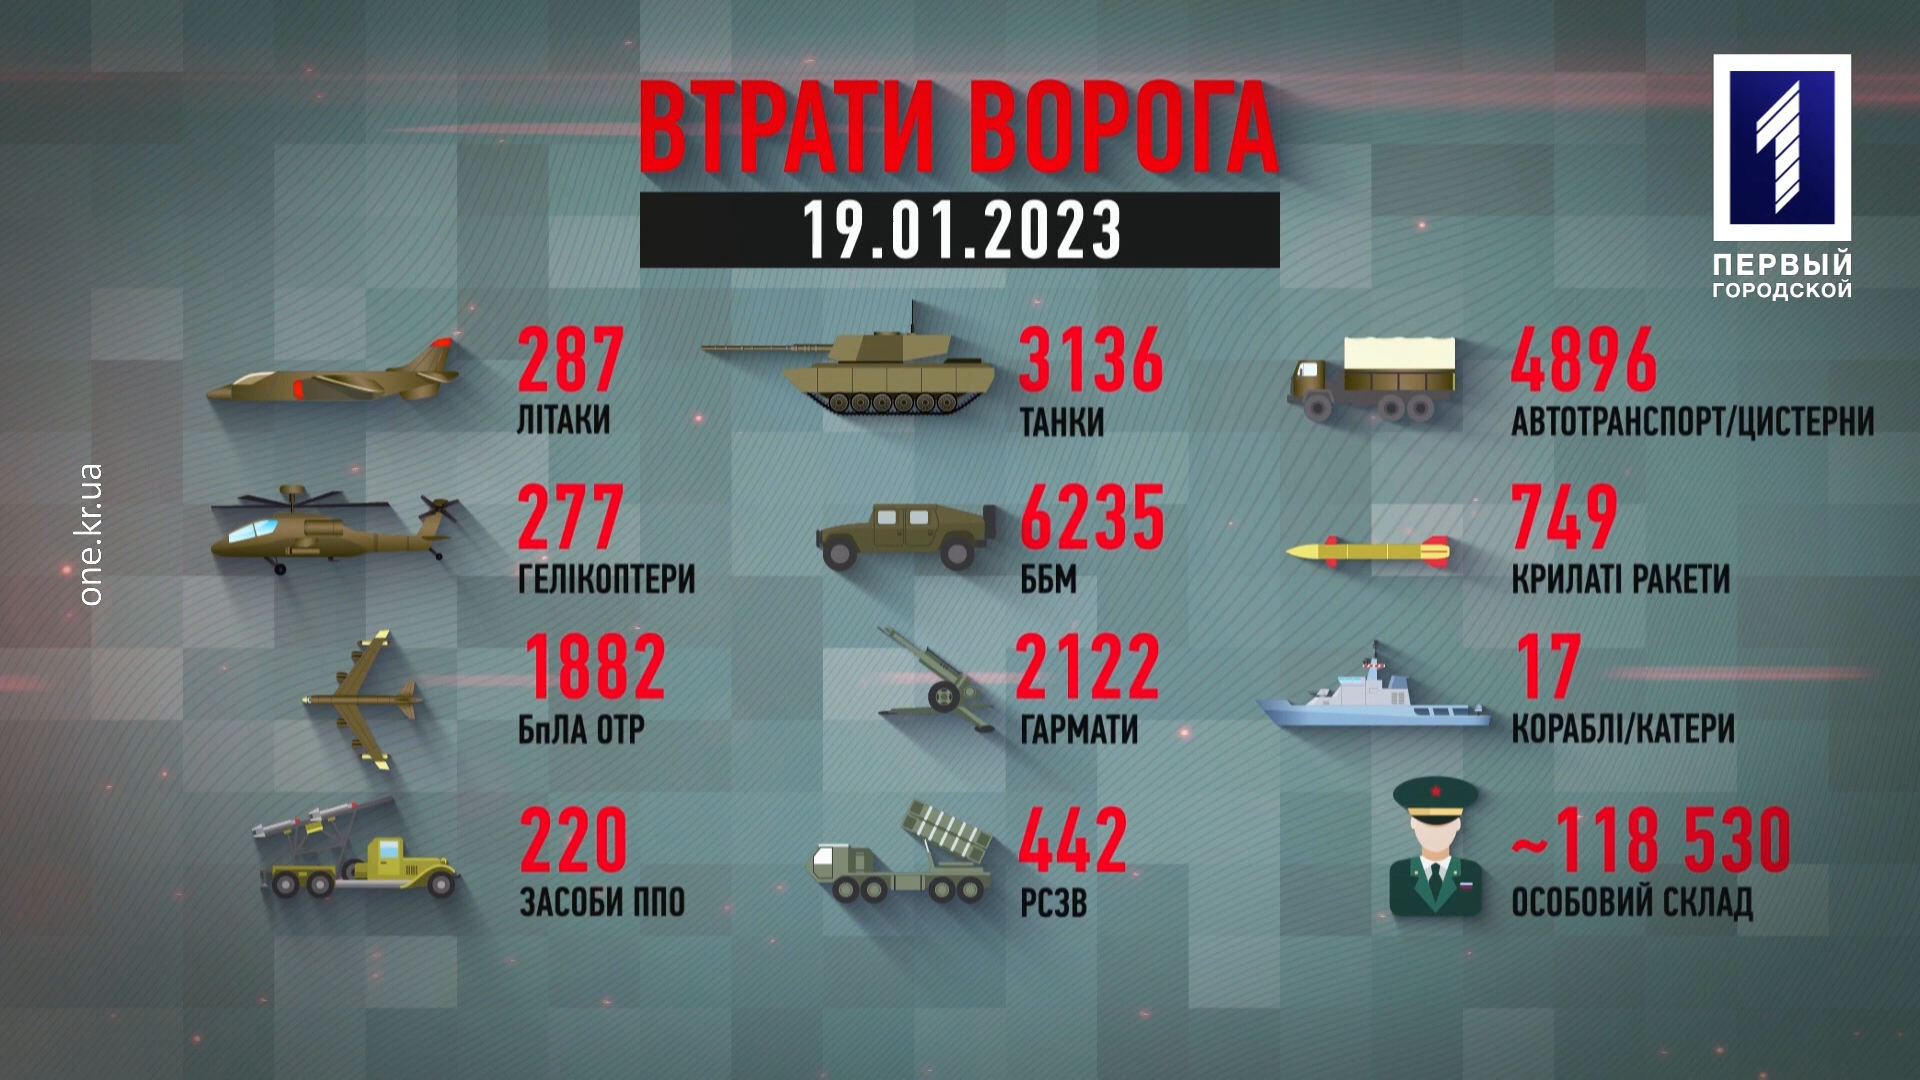 ВТРАТИ ВОРОГА
19.01.2023
ПЕРВЫЙ
ГОРОДСКОЙ
one.kr.ua
287
ЛІТАКИ
3136
ТАНКИ
4896
АВТОТРАНСПОРТ/ЦИСТЕРНИ
277
ГЕЛІКОПТЕРИ
6235
ББМ
749
КРИЛАТІ РАКЕТИ
1882
БпЛА ОТР
2122
ГАРМАТИ
17
КОРАБЛІ/КАТЕРИ
220
ЗАСОБИ ППО
442
РСЗВ
~118 530
ОСОБОВИЙ СКЛАД